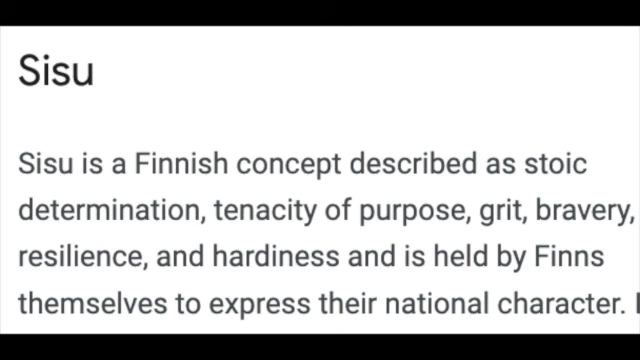 Sisu
Sisu is a Finnish concept described as stoic
determination, tenacity of purpose, grit, bravery,
resilience, and hardiness and is held by Finns
themselves to express their national character.